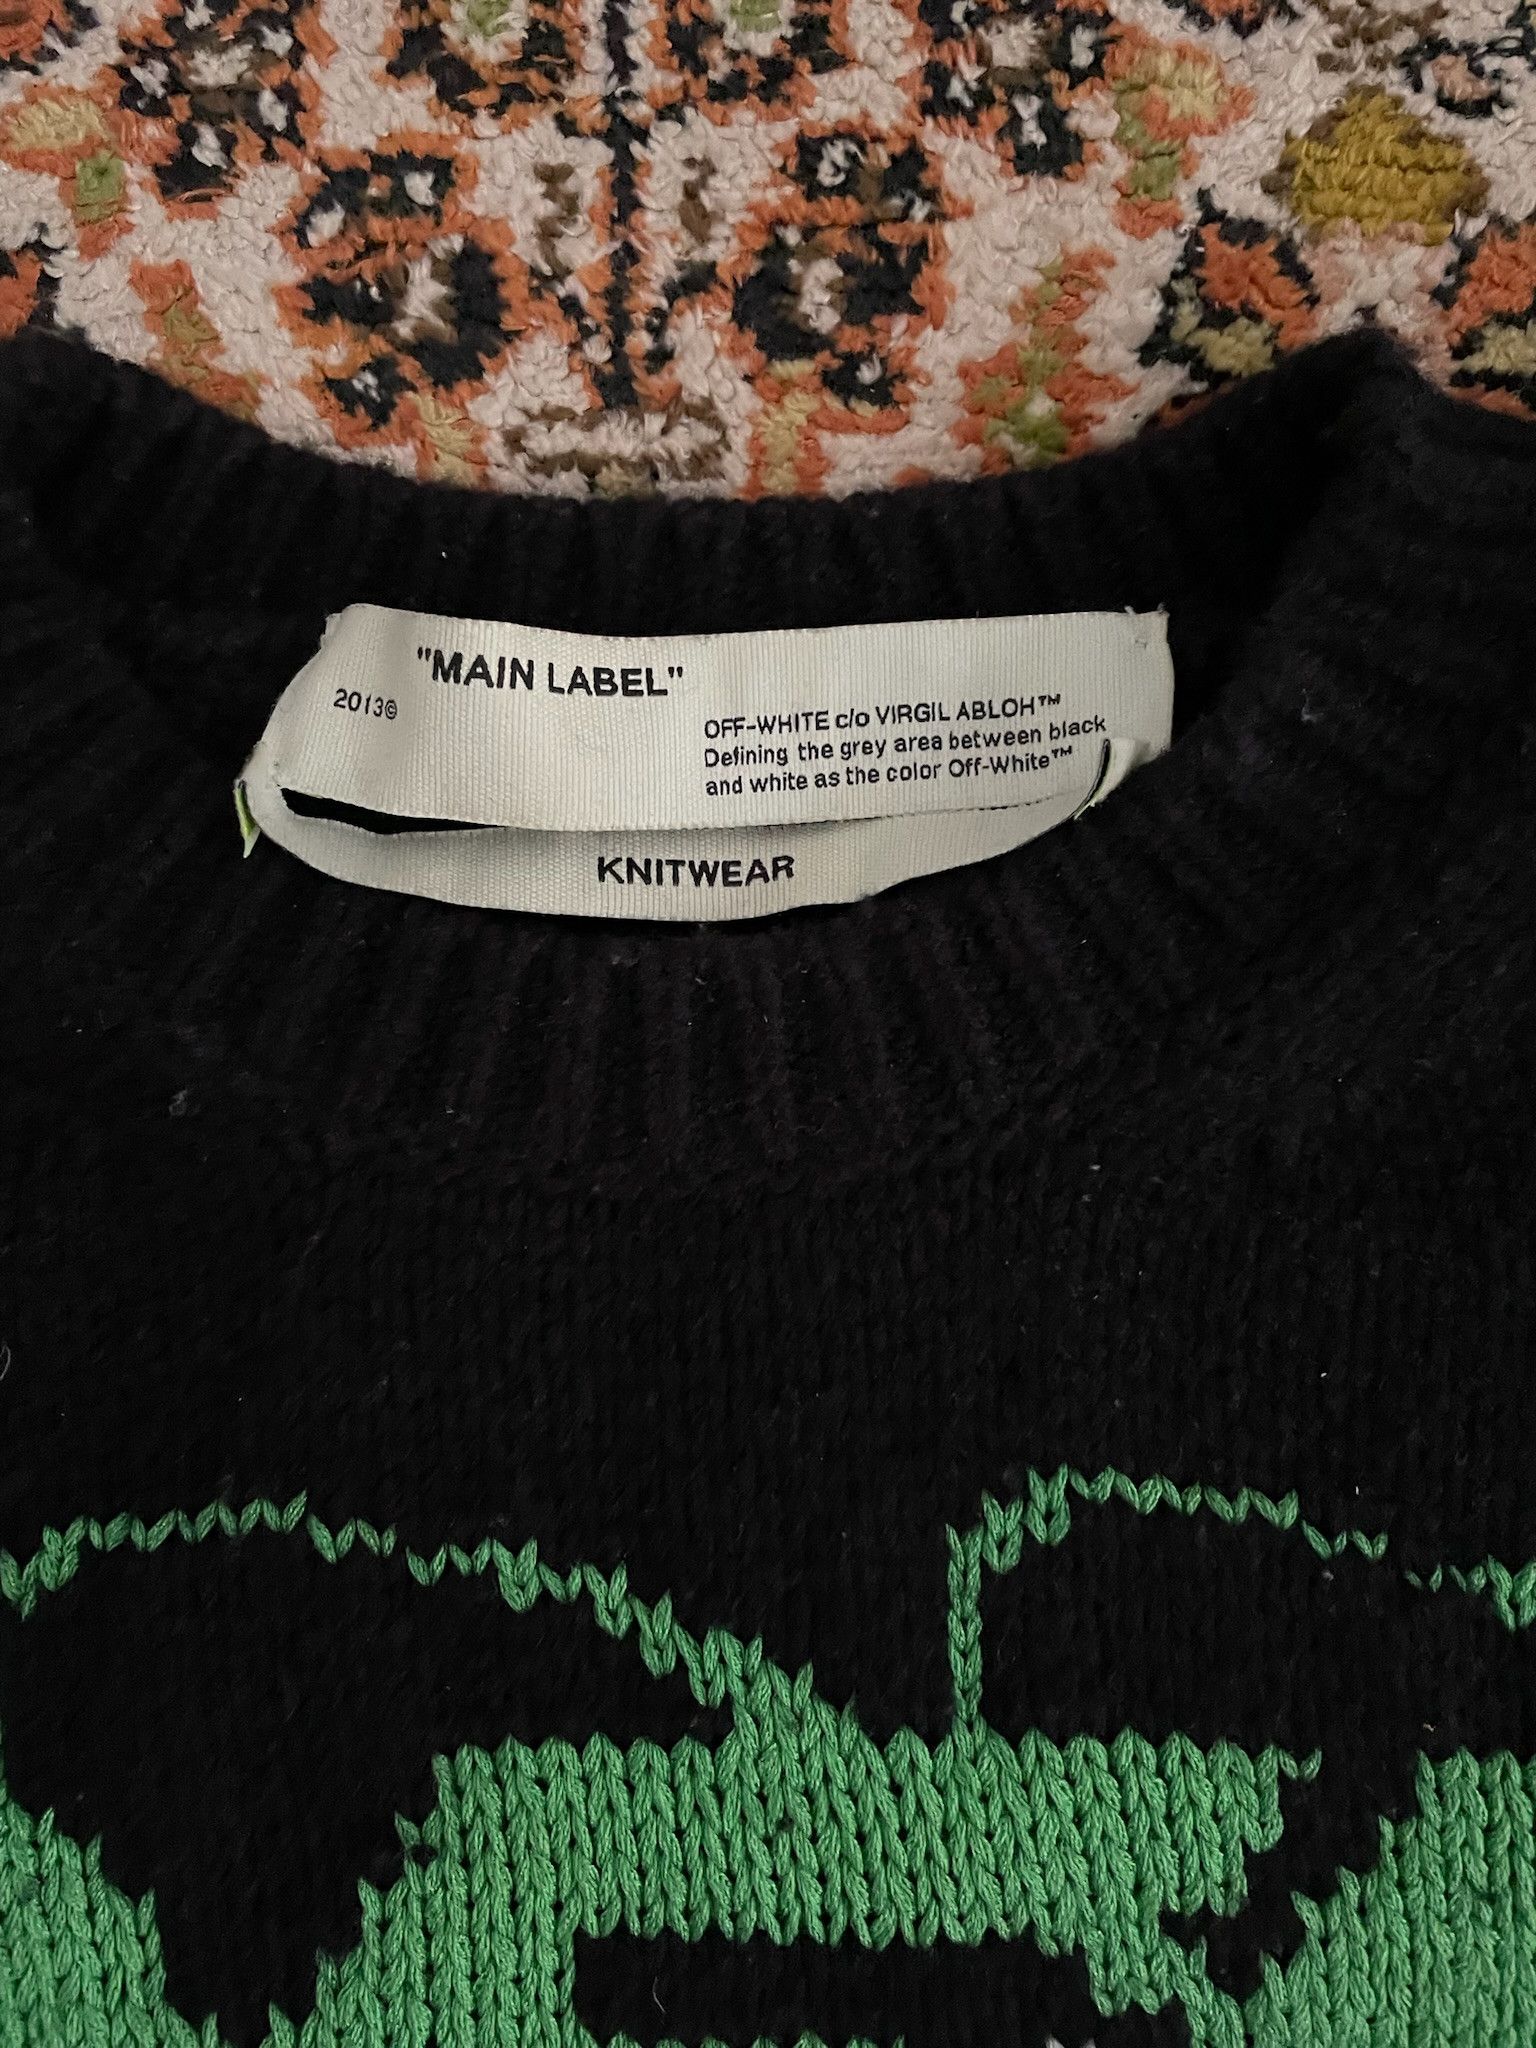 "MAIN LABEL"
2013©
OFF-WHITE c/o VIRGIL ABLOH™
Defining the grey area between black
and white as the color Off-White™
KNITWEAR